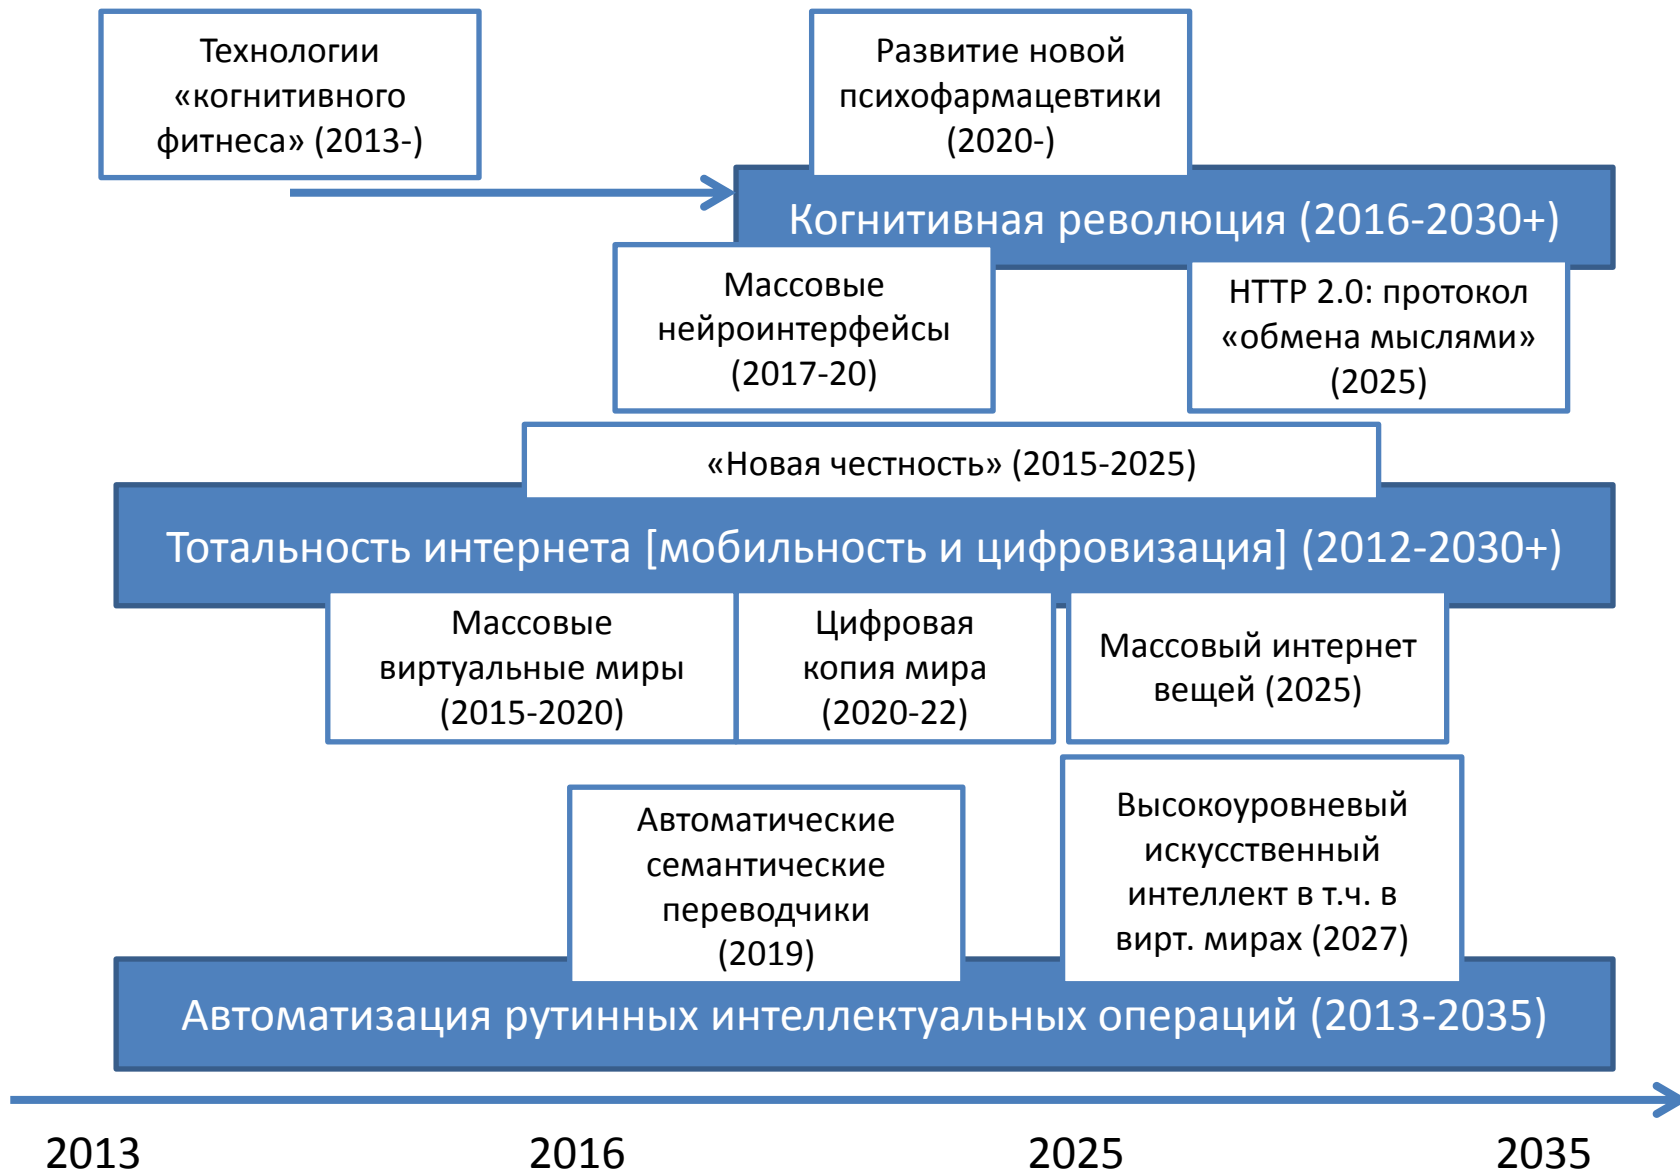 Технологии
«когнитивного
фитнеса» (2013-)
Развитие новой
психофармацевтики
(2020-)
Когнитивная революция (2016-2030+)
Массовые
нейроинтерфейсы
(2017-20)
HTTP 2.0: протокол
«обмена мыслями»
(2025)
«Новая честность» (2015-2025)
Тотальность интернета [мобильность и цифровизация] (2012-2030+)
Массовые
виртуальные миры
(2015-2020)
Цифровая
копия мира
(2020-22)
Массовый интернет
вещей (2025)
Автоматические
семантические
переводчики
(2019)
Высокоуровневый
искусственный
интеллект в т.ч. в
вирт. мирах (2027)
Автоматизация рутинных интеллектуальных операций (2013-2035)
2013
2016
2025
2035